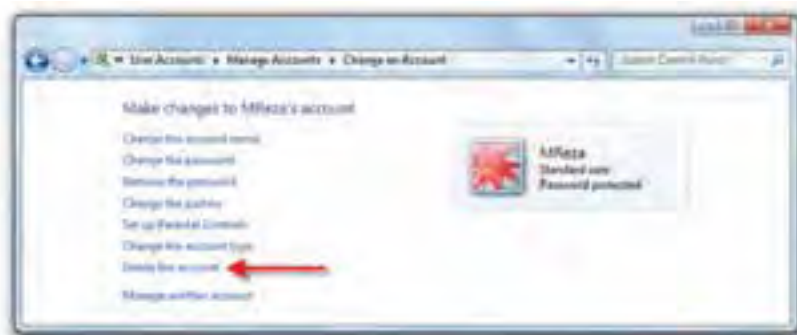 User Accounts ▸ Manage Accounts ▸ Change an Account
Search Control Panel
Make changes to MReza's account
Change the account name
Change the password
Remove the password
Change the picture
Set up Parental Controls
Change the account type
Delete the account
Manage another account
MReza
Standard user
Password protected